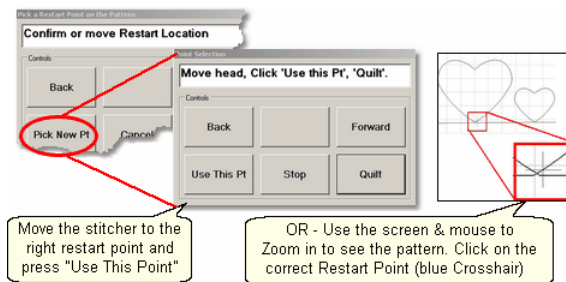 Pick a Restart Point on the Pattern.
Confirm or move Restart Location
Controls
Back
Pick New Pt
Cancel
Point Selection
Move head, Click 'Use this Pt', 'Quilt'.
Controls
Back
Forward
Use This Pt
Stop
Quilt
Move the stitcher to the
right restart point and
press "Use This Point"
OR - Use the screen & mouse to
Zoom in to see the pattern. Click on the
correct Restart Point (blue Crosshair)